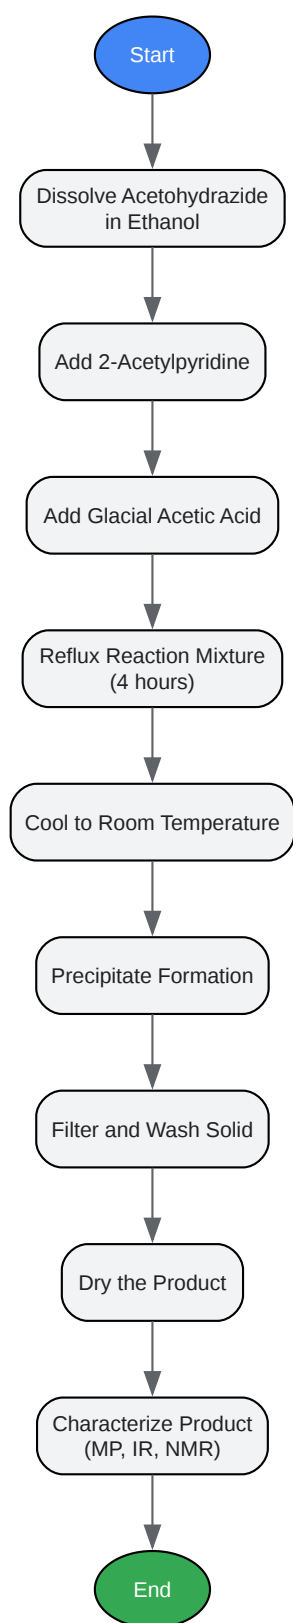 Start
Dissolve Acetohydrazide
in Ethanol
Add 2-Acetylpyridine
Add Glacial Acetic Acid
Reflux Reaction Mixture
(4 hours)
Cool to Room Temperature
Precipitate Formation
Filter and Wash Solid
Dry the Product
Characterize Product
(MP, IR, NMR)
End